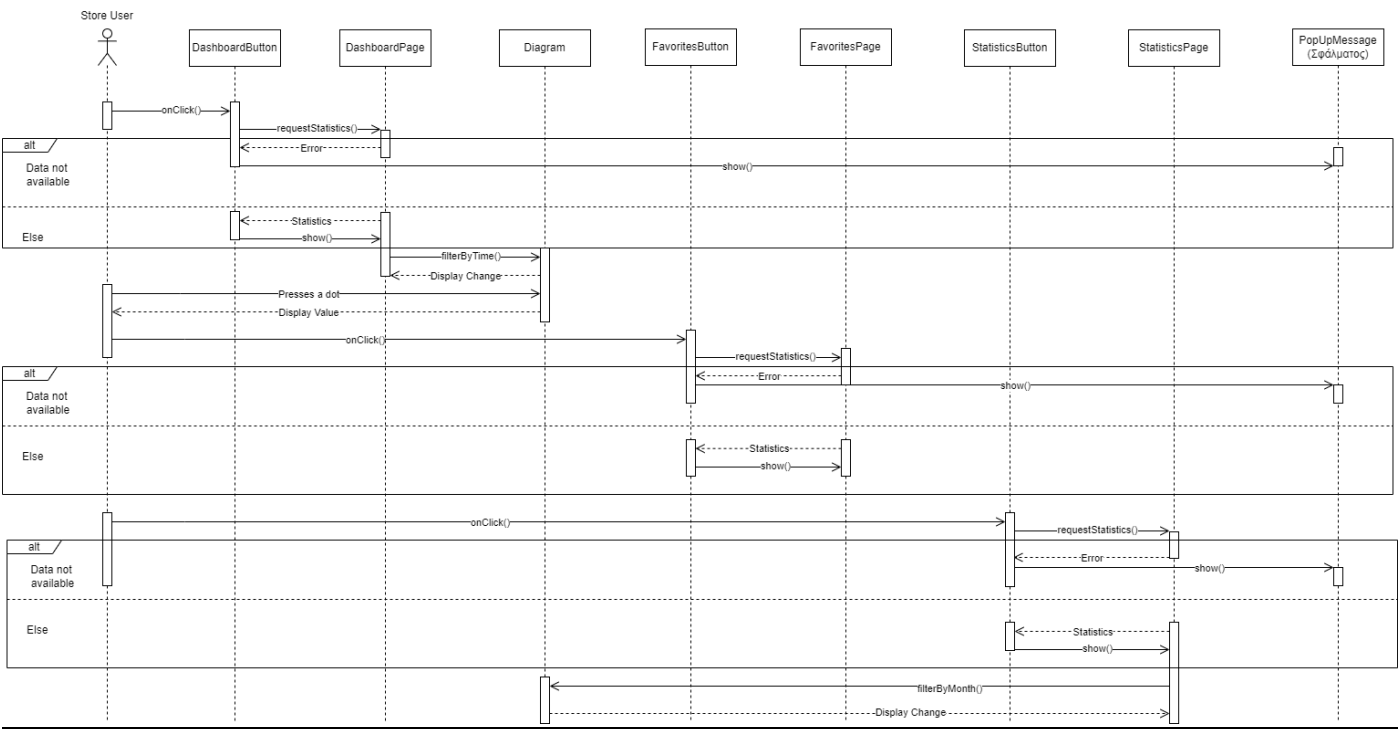 Store User
DashboardButton
DashboardPage
Diagram
FavoritesButton
FavoritesPage
StatisticsButton
StatisticsPage
PopUpMessage
(Σφάλματος)
onClick()
requestStatistics()
alt
Error
Data not
available
show()
Statistics
Else
show()
filterByTime()
Display Change
Presses a dot
Display Value
onClick()
requestStatistics()
alt
Error
show()
Data not
available
Statistics
Else
show()
onClick()
requestStatistics()
alt
Error
Data not
available
show()
Else
Statistics
show()
filterByMonth()
Display Change